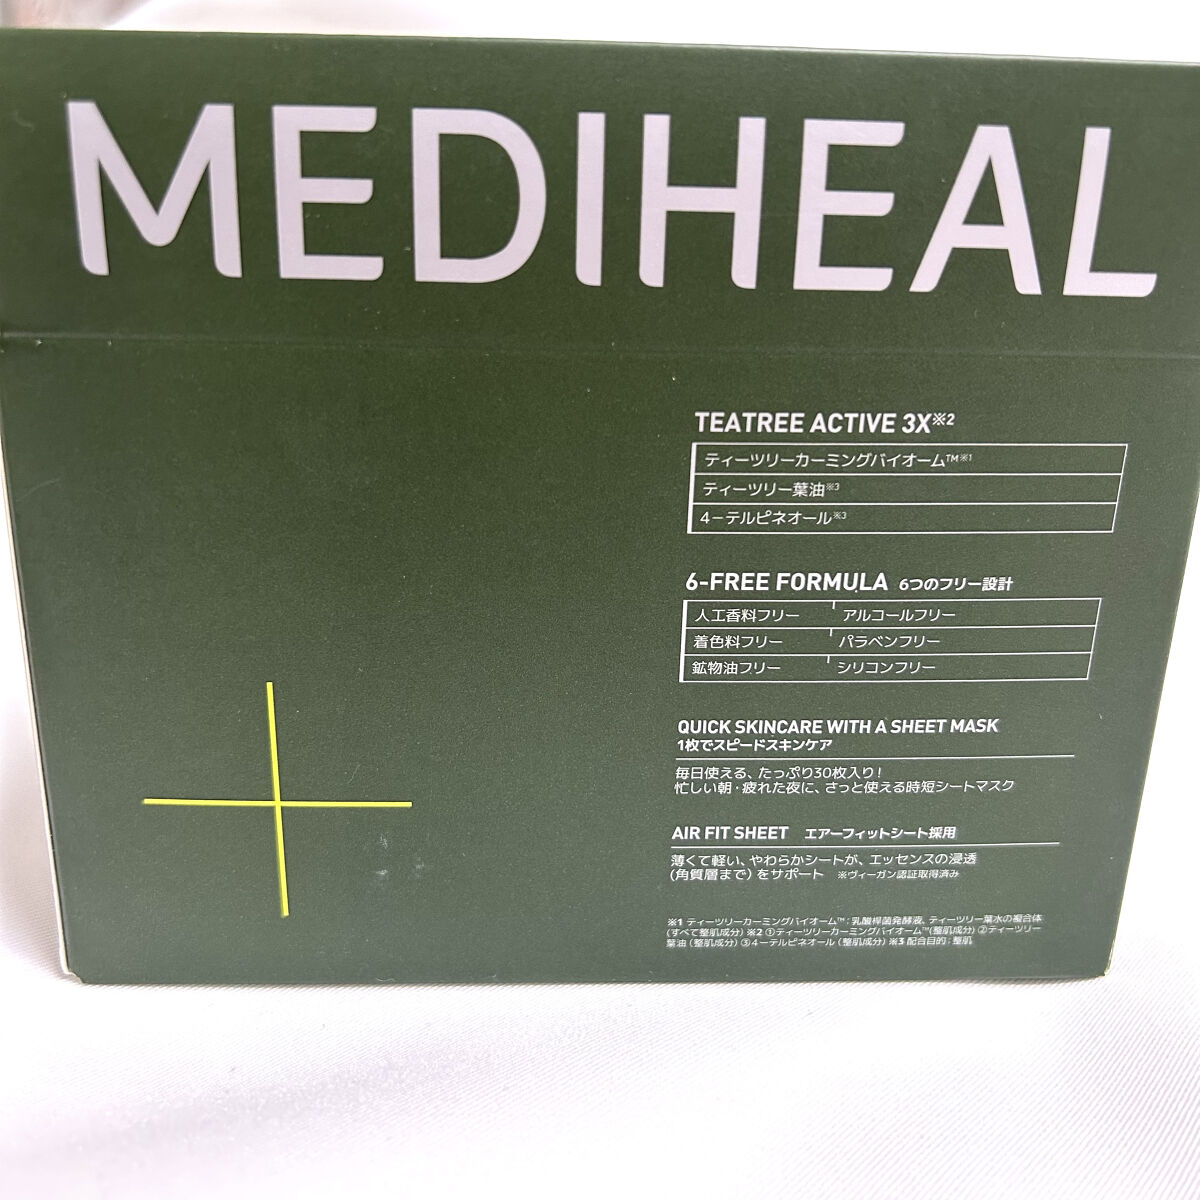 MEDIHEAL
TEATREE ACTIVE 3X※2
ティーツリーカーミングバイオーム™※1
ティーツリー葉油※3
4-テルピネオール※3
6-FREE FORMULA 6つのフリー設計
人工香料フリー アルコールフリー
着色料フリー パラベンフリー
鉱物油フリー シリコンフリー
QUICK SKINCARE WITH A SHEET MASK
1枚でスピードスキンケア
毎日使える、たっぷり30枚入り!
忙しい朝・疲れた夜に、さっと使える時短シートマスク
AIR FIT SHEET エアーフィットシート採用
薄くて軽い、やわらかシートが、エッセンスの浸透
(角質層まで)をサポート ※ヴィーガン認証取得済み
※1 ティーツリーカーミングバイオーム™:乳酸桿菌発酵液、ティーツリー葉水の複合体
(すべて整肌成分) ※2 ①ティーツリーカーミングバイオーム™(整肌成分) ②ティーツリー
葉油(整肌成分) ③4-テルピネオール(整肌成分) ※3 配合目的:整肌